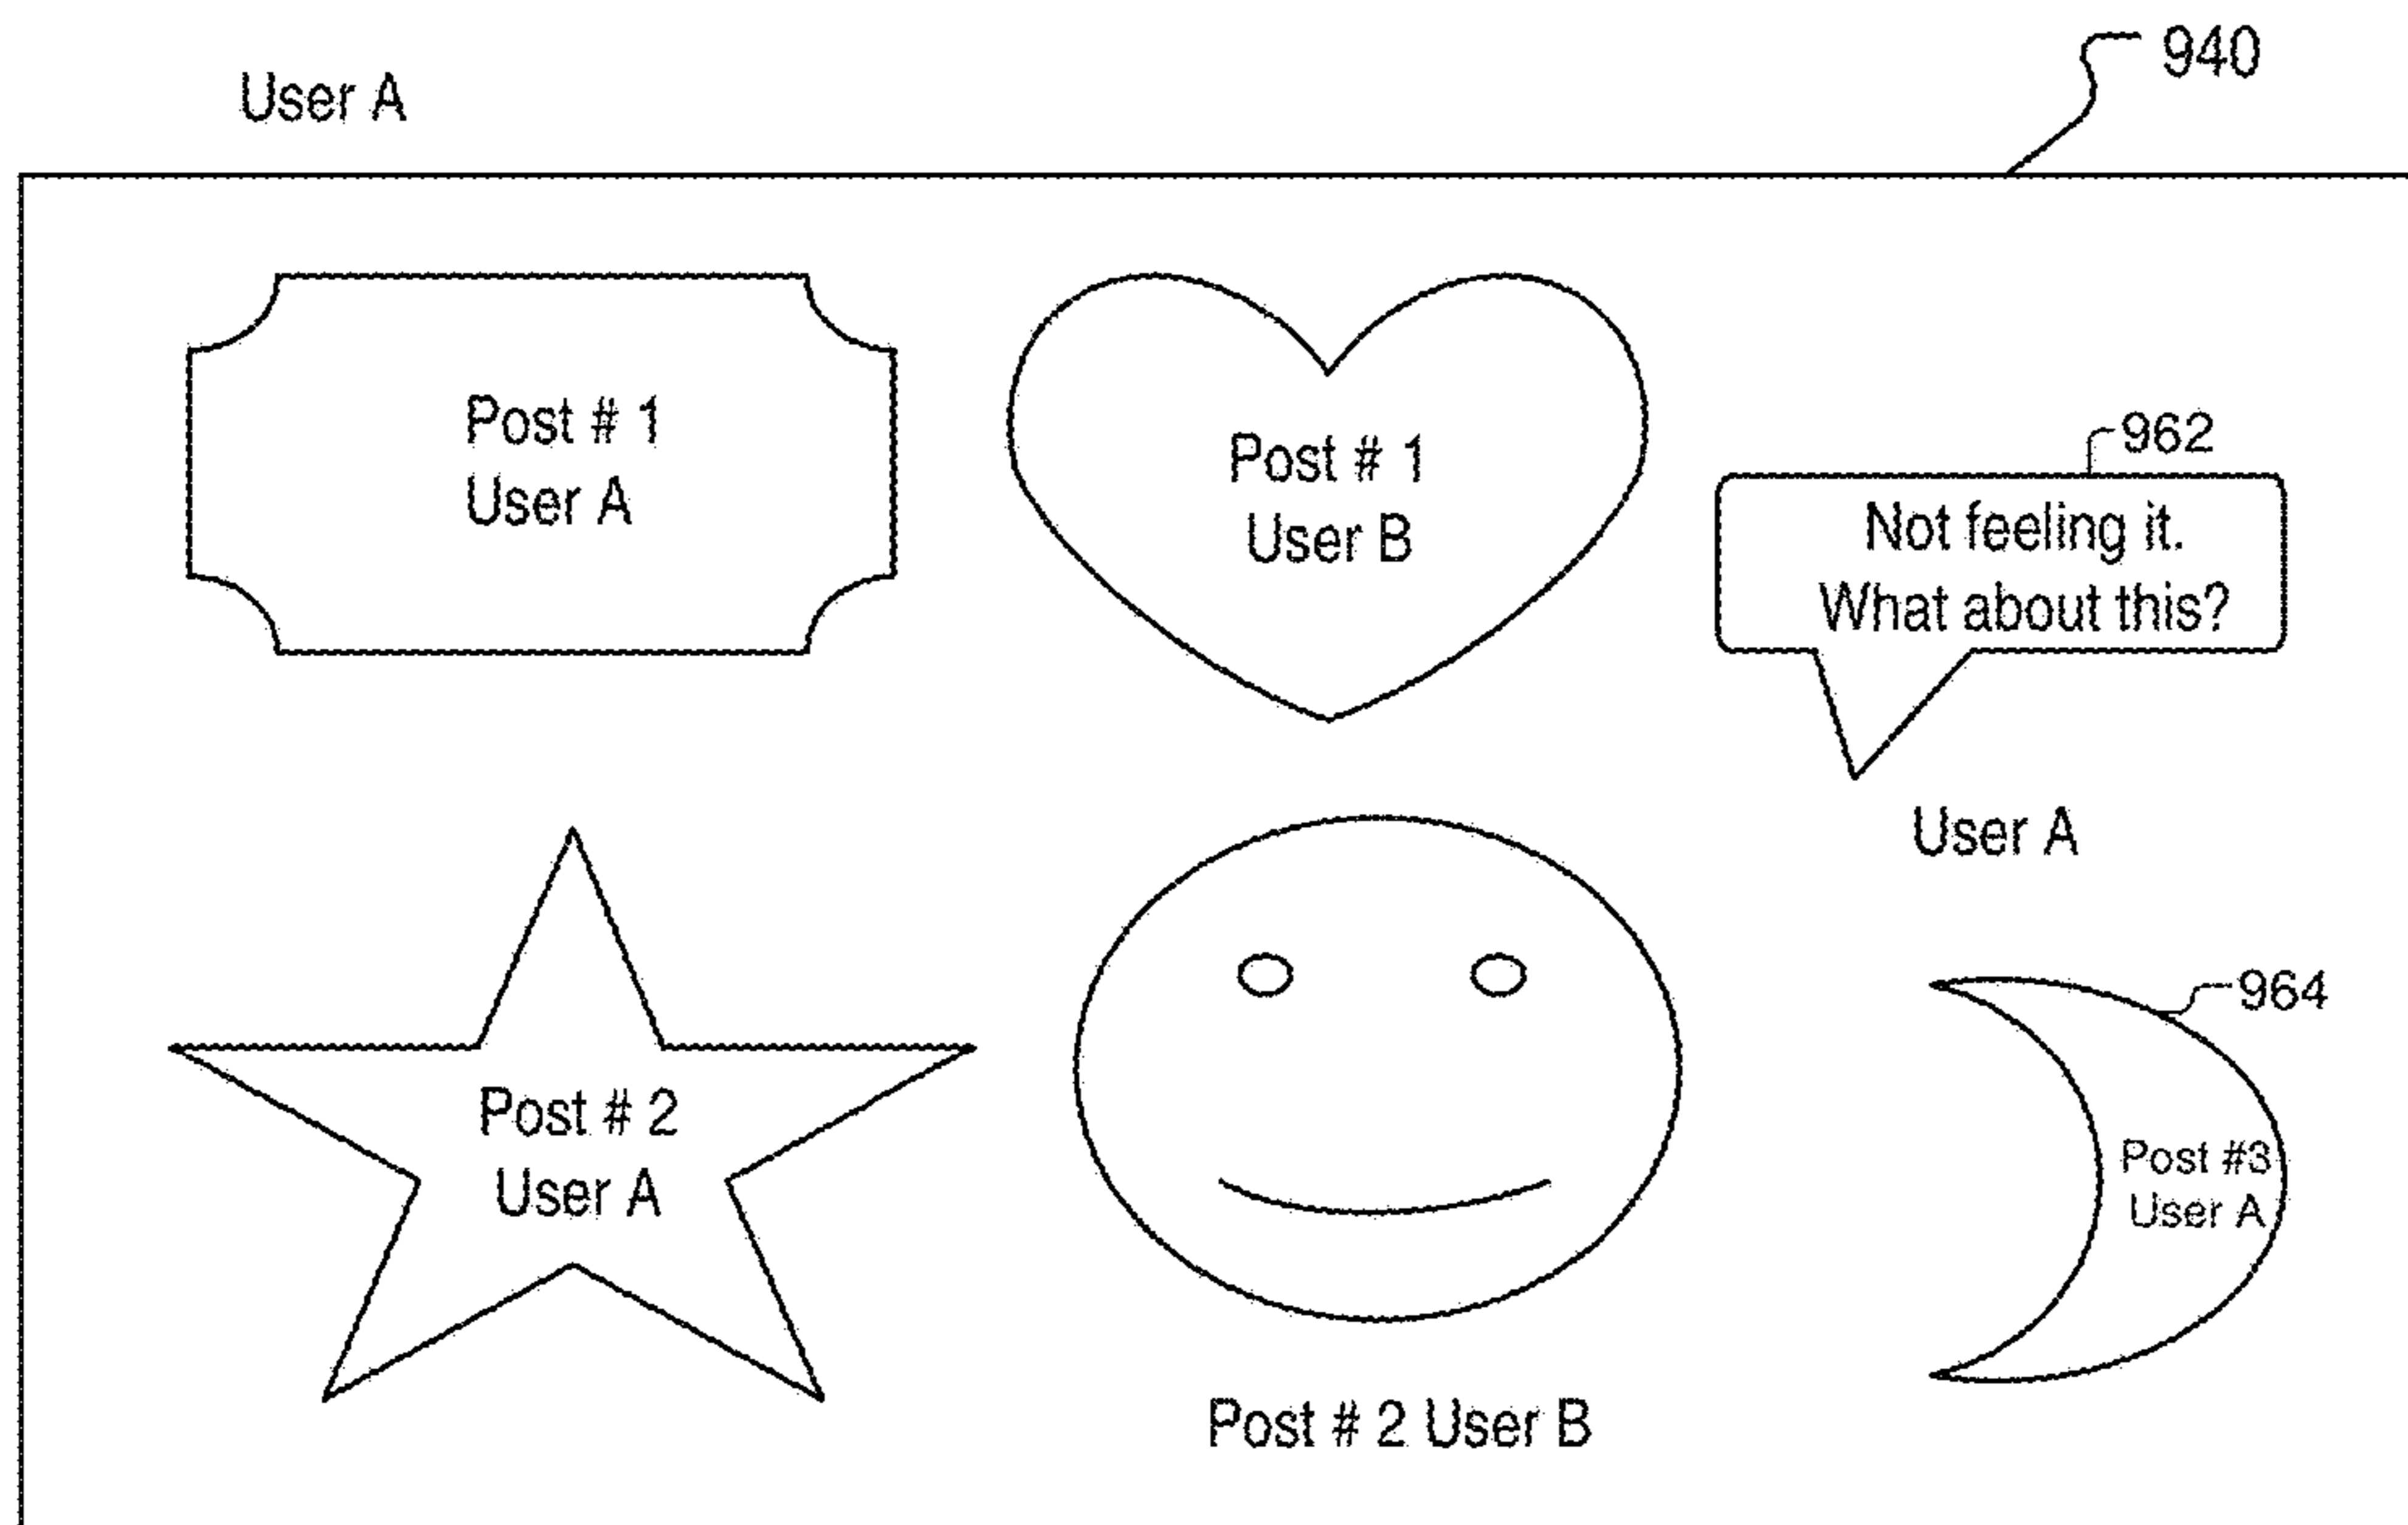 User A
940
Post # 1
User A
Post # 1
User B
962
Not feeling it.
What about this?
User A
Post # 2
User A
964
Post #3
User A
Post # 2 User B